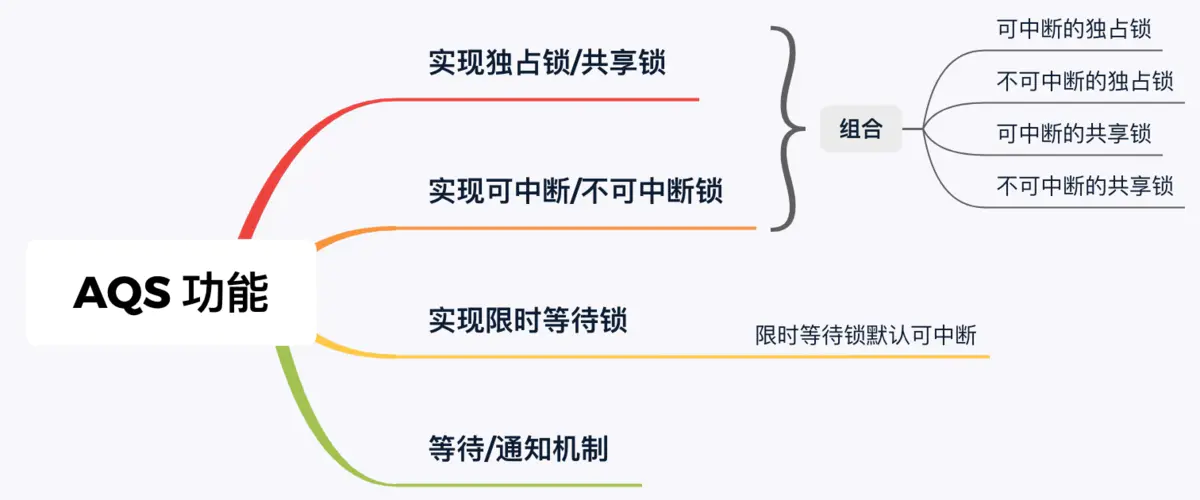 AQS 功能
实现独占锁/共享锁
实现可中断/不可中断锁
组合
可中断的独占锁
不可中断的独占锁
可中断的共享锁
不可中断的共享锁
实现限时等待锁
限时等待锁默认可中断
等待/通知机制